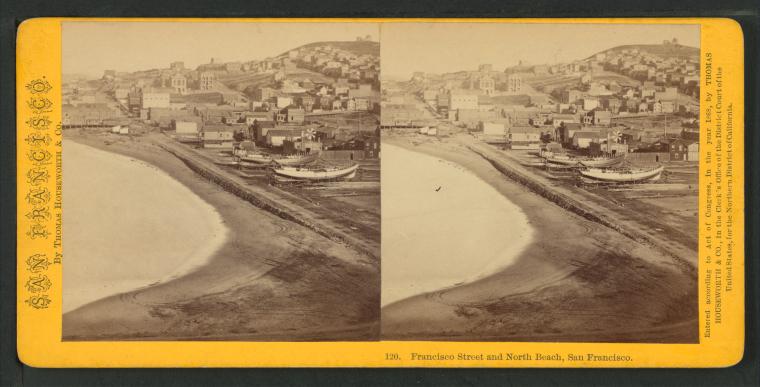 SAN FRANCISCO.
By THOMAS HOUSEWORTH & CO.
Entered according to Act of Congress, in the year 1868, by THOMAS
HOUSEWORTH & CO., in the Clerk's Office of the District Court of the
United States, for the Northern District of California.
120. Francisco Street and North Beach, San Francisco.